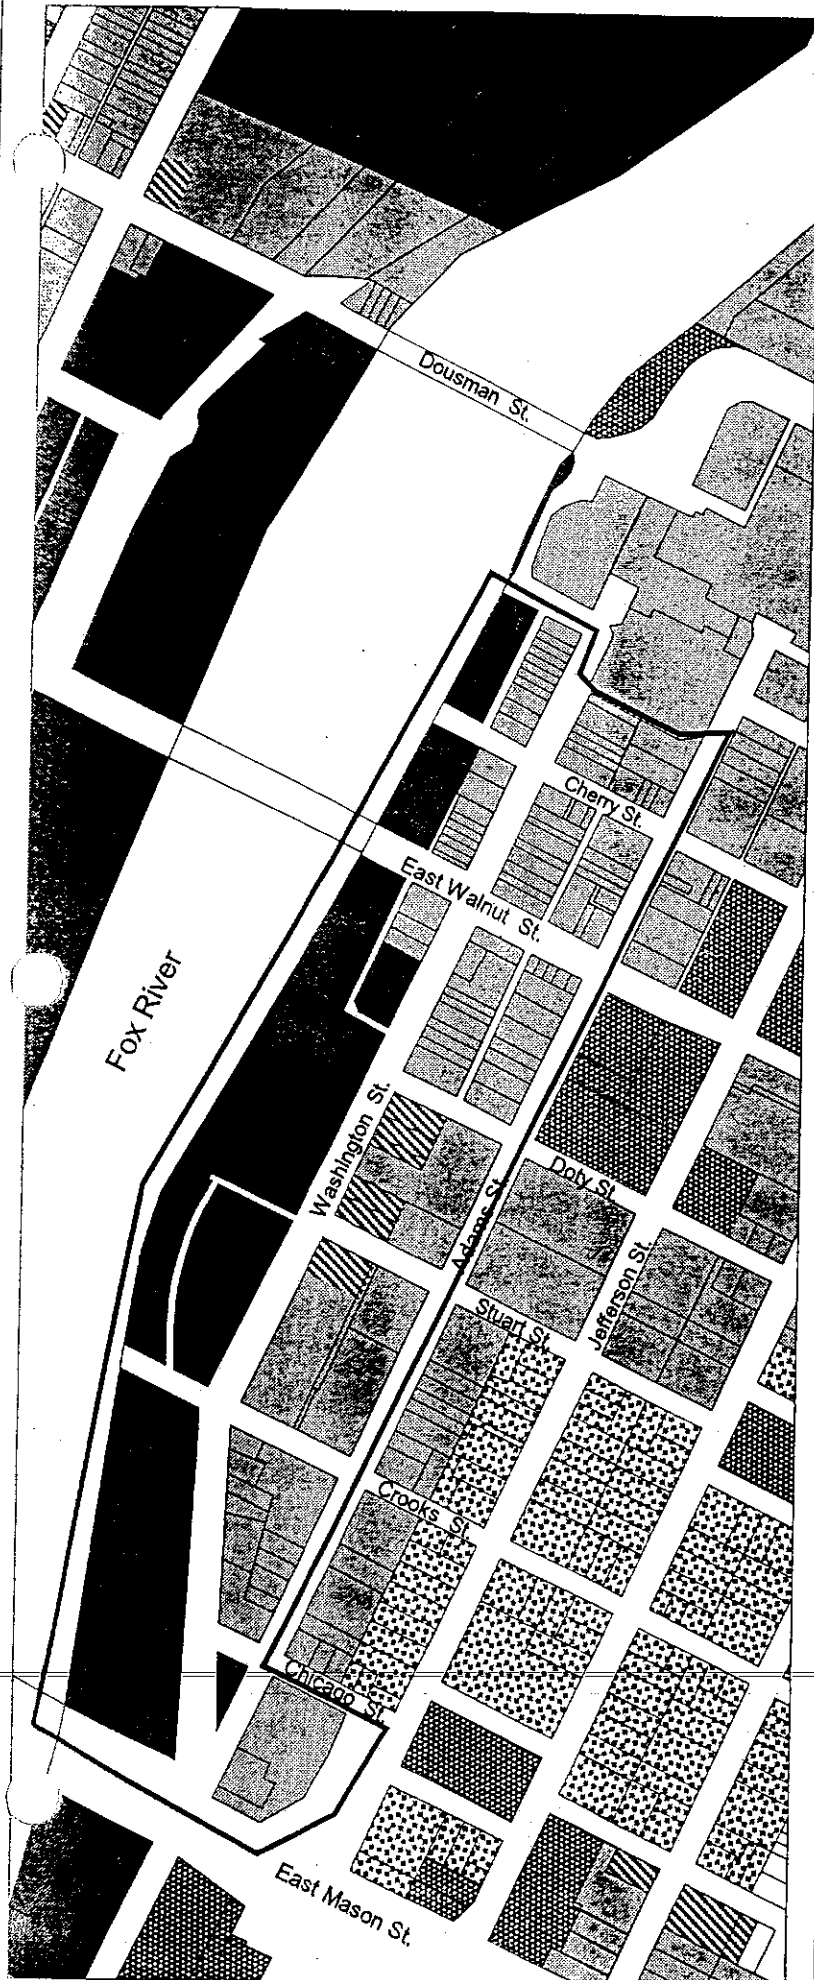 Dousman St.
Cherry St.
East Walnut St.
Fox River
Washington St.
Doty St.
Adams St.
Jefferson St.
Stuart St.
Crooks St.
Chicago St.
East Mason St.